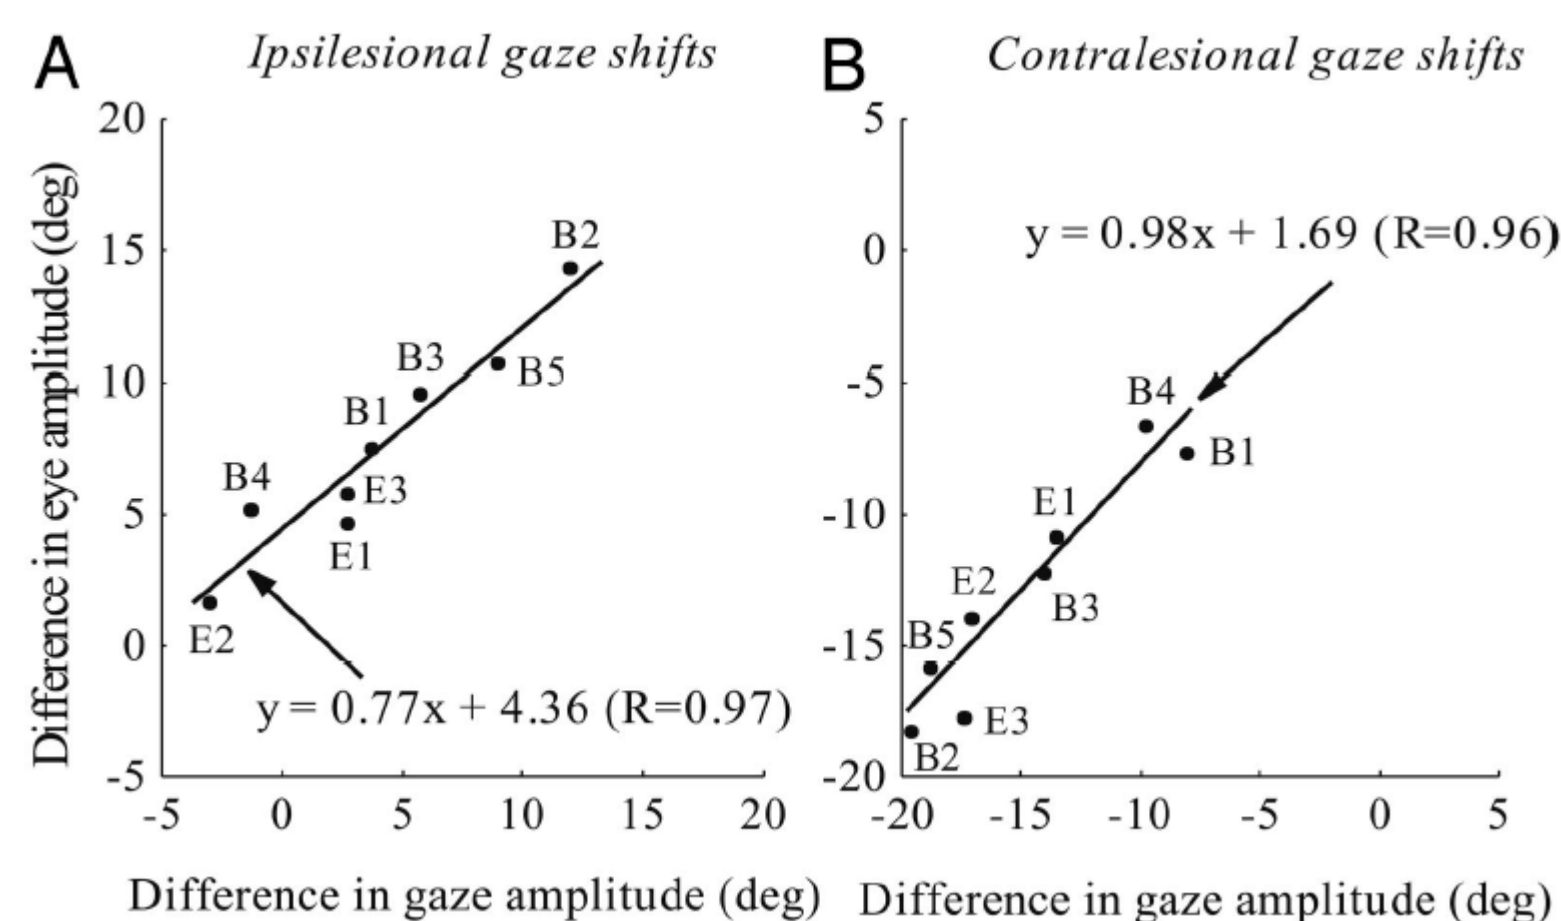 A
Ipsilesional gaze shifts
20
15
10
5
0
-5
-5 0 5 10 15 20
Difference in eye amplitude (deg)
Difference in gaze amplitude (deg)
B2
B3
B5
B1
B4
E3
E1
E2
y = 0.77x + 4.36 (R=0.97)
B
Contralesional gaze shifts
5
0
-5
-10
-15
-20
-20 -15 -10 -5 0 5
Difference in gaze amplitude (deg)
y = 0.98x + 1.69 (R=0.96)
B4
B1
E1
E2
B3
B5
E3
B2